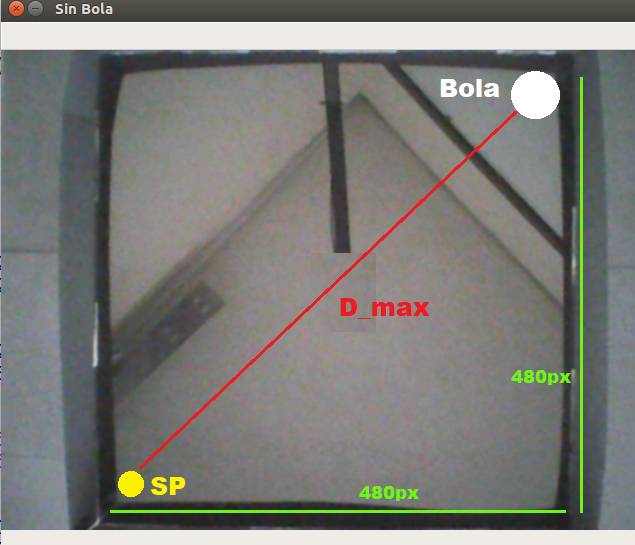 Sin Bola
Bola
D_max
480px
480px
SP